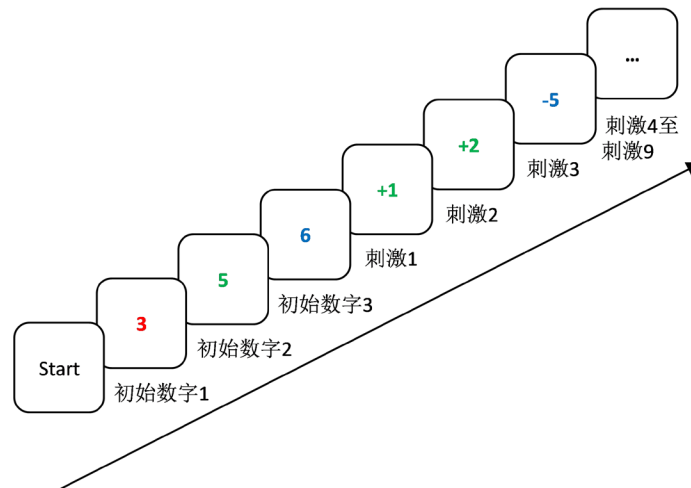 Start
3
初始数字1
5
初始数字2
6
初始数字3
+1
刺激1
+2
刺激2
-5
刺激3
...
刺激4至
刺激9